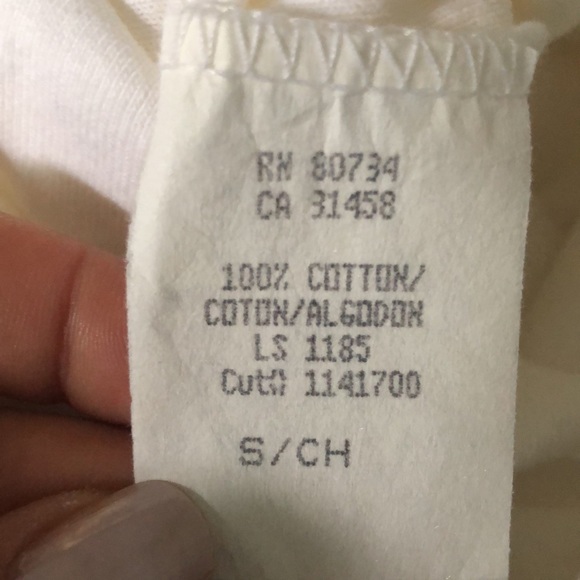 RN 80734
CA 31458
100% COTTON/
COTON/ALGODON
LS 1185
Cut# 1141700
S/CH